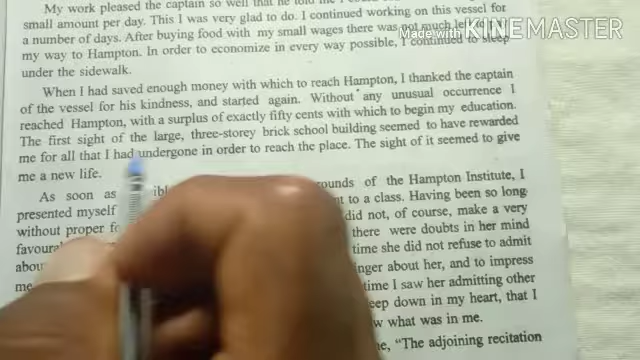 My work pleased the captain so well that he told me I could
small amount per day. This I was very glad to do. I continued working on this vessel for
a number of days. After buying food with my small wages there was not much left
my way to Hampton. In order to economize in every way possible, I continued to sleep
under the sidewalk.
Made with KINEMASTER
When I had saved enough money with which to reach Hampton, I thanked the captain
of the vessel for his kindness, and started again. Without any unusual occurrence I
reached Hampton, with a surplus of exactly fifty cents with which to begin my education.
The first sight of the large, three-storey brick school building seemed to have rewarded
me for all that I had undergone in order to reach the place. The sight of it seemed to give
me a new life.
As soon as grounds of the Hampton Institute, I
presented myself to a class. Having been so long
without proper did not, of course, make a very
there were doubts in her mind
time she did not refuse to admit
about her, and to impress
me time I saw her admitting other
deep down in my heart, that I
what was in me.
"The adjoining recitation